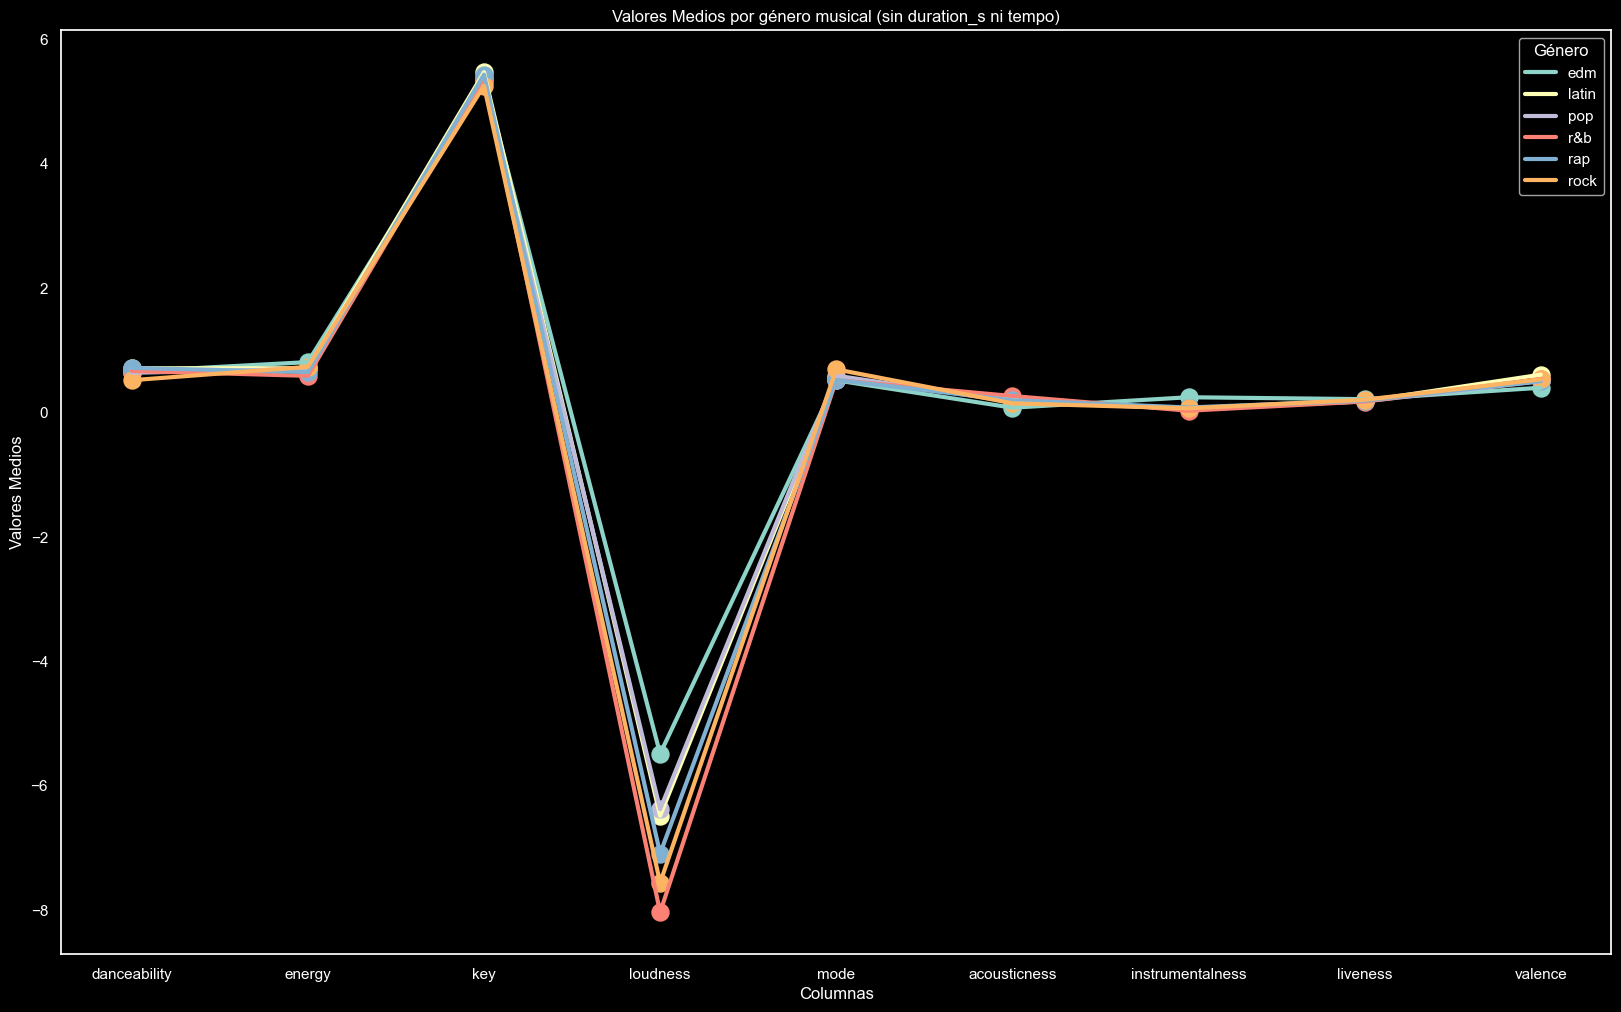 Valores Medios por género musical (sin duration_s ni tempo)
Género
edm
latin
pop
r&b
rap
rock
Valores Medios
6
4
2
0
−2
−4
−6
−8
danceability
energy
key
loudness
mode
acousticness
instrumentalness
liveness
valence
Columnas